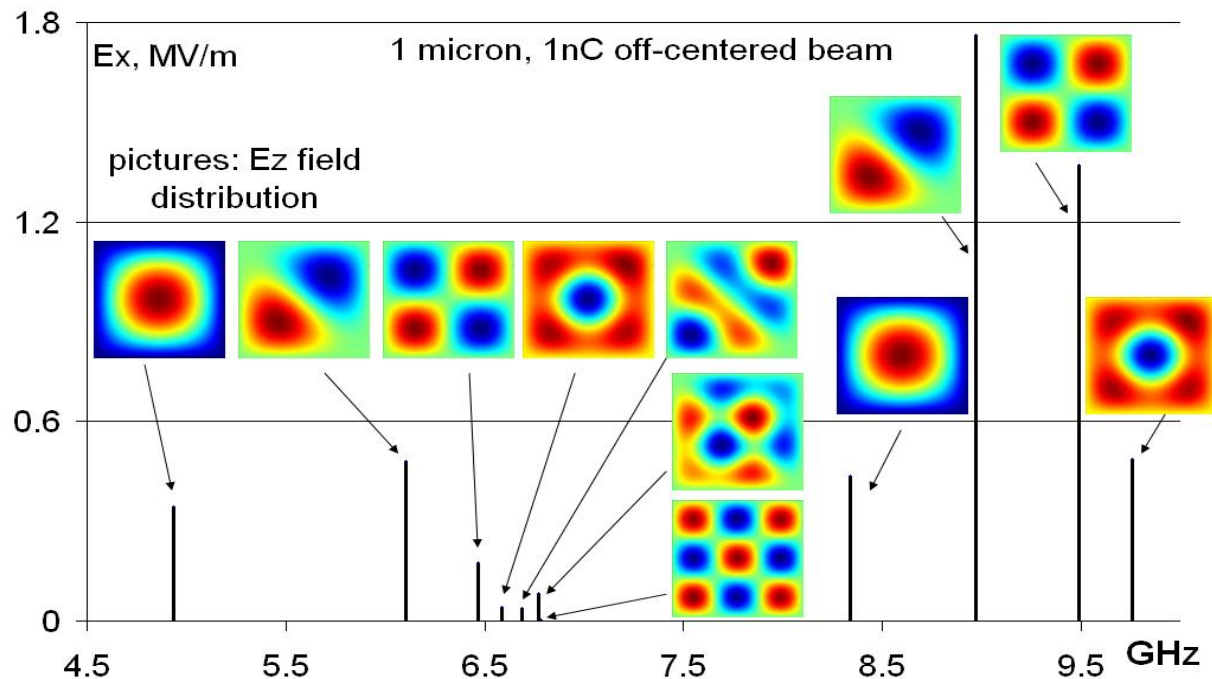 1.8
Ex, MV/m
1 micron, 1nC off-centered beam
pictures: Ez field
distribution
1.2
0.6
0
4.5 5.5 6.5 7.5 8.5 9.5 GHz